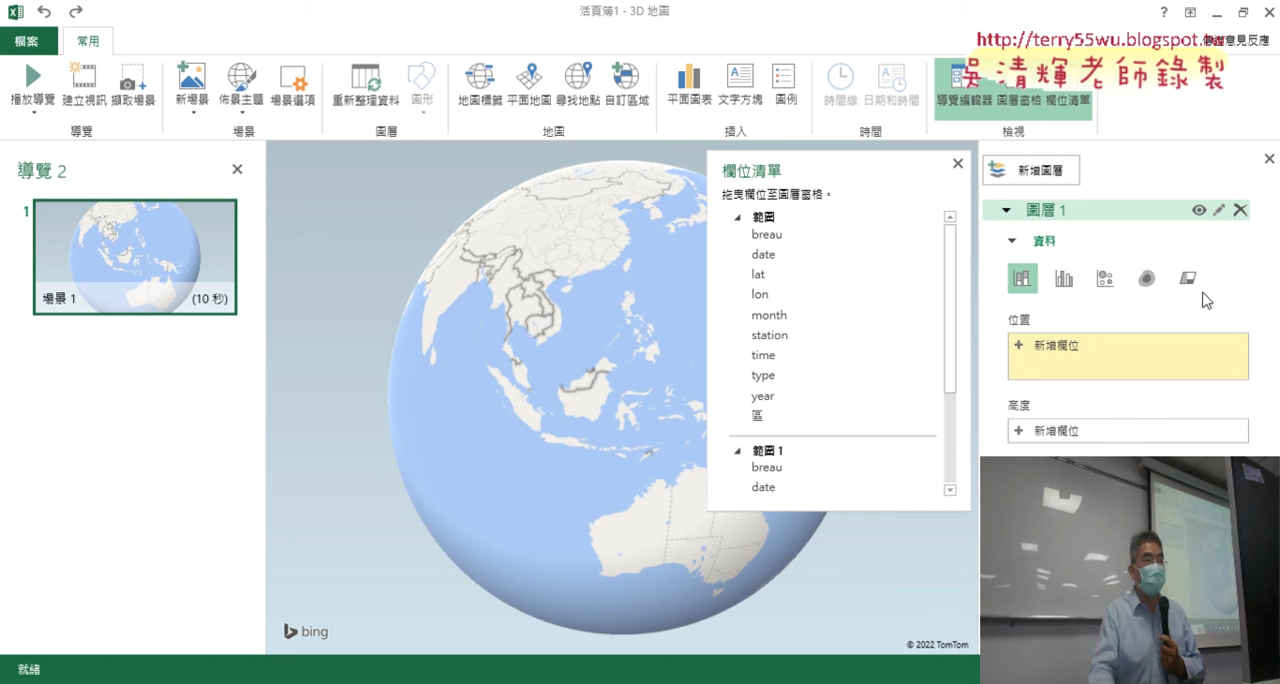 活頁簿1 - 3D 地圖
檔案
常用
http://terry55wu.blogspot.tw
意見反應
吳清輝老師錄製
播放導覽
建立視訊
擷取場景
新場景
佈景主題
場景選項
重新整理資料
圖形
地圖標籤
平面地圖
尋找地點
自訂區域
平面圖表
文字方塊
圖例
時間線
日期和時間
導覽編輯器
圖層窗格
欄位清單
導覽
場景
圖層
地圖
插入
時間
檢視
導覽 2
1
場景 1
(10 秒)
欄位清單
拖曳欄位至圖層窗格。
範圍
breau
date
lat
lon
month
station
time
type
year
區
範圍 1
breau
date
新增圖層
圖層 1
資料
位置
新增欄位
高度
新增欄位
bing
© 2022 TomTom
就緒